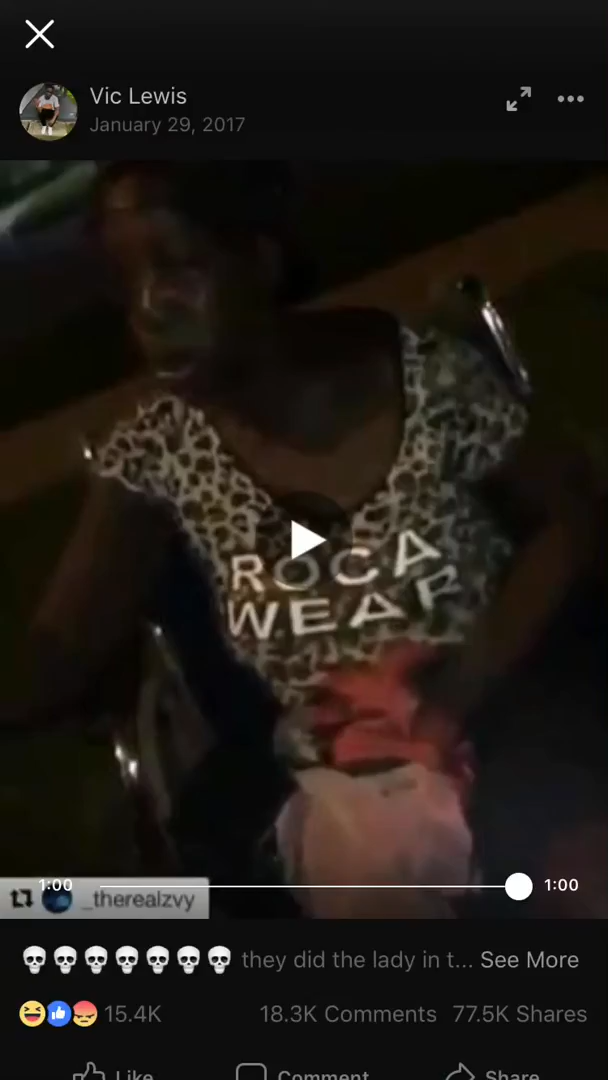 Vic Lewis
January 29, 2017
ROCA
WEAR
1:00 1:00
_therealzvy
💀💀💀💀💀💀💀 they did the lady in t... See More
15.4K 18.3K Comments 77.5K Shares
Like Comment Share